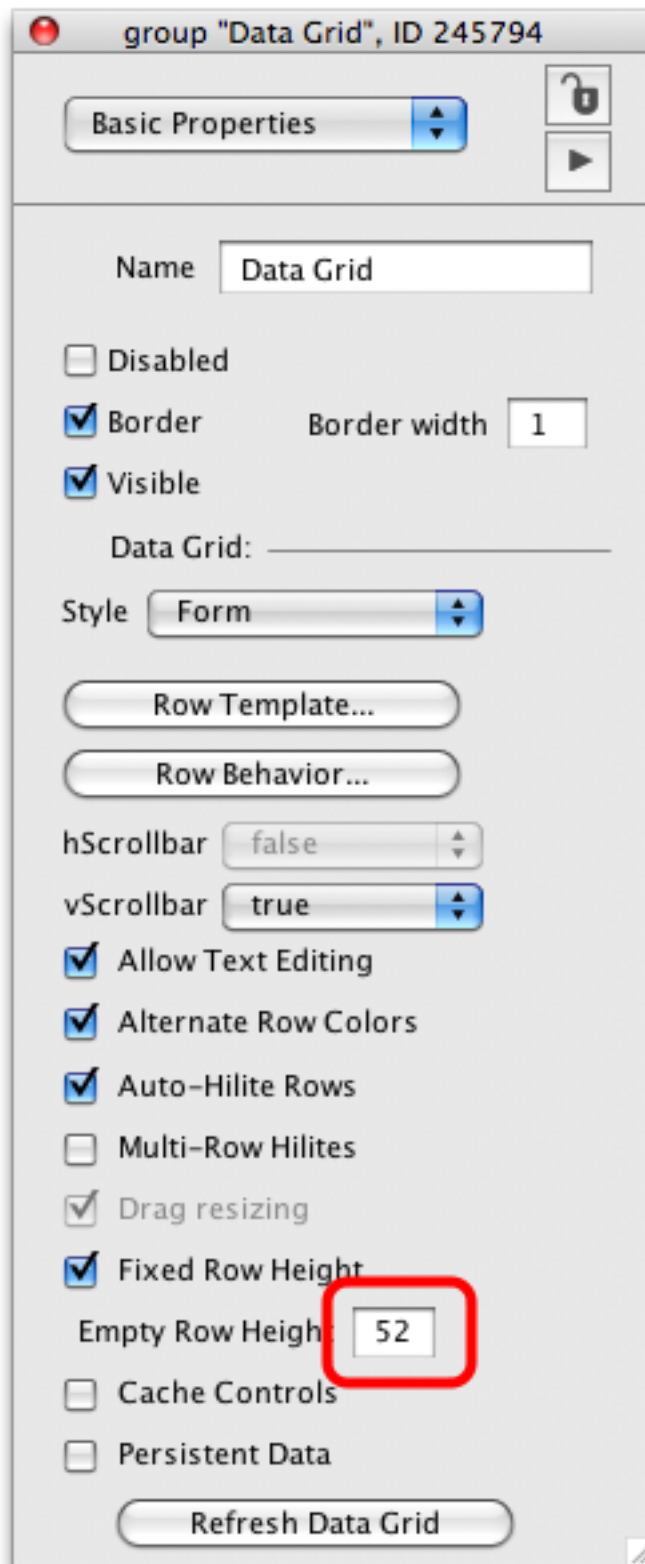 group "Data Grid", ID 245794
Basic Properties
Name Data Grid
Disabled
Border Border width 1
Visible
Data Grid:
Style Form
Row Template...
Row Behavior...
hScrollbar false
vScrollbar true
Allow Text Editing
Alternate Row Colors
Auto-Hilite Rows
Multi-Row Hilites
Drag resizing
Fixed Row Height
Empty Row Heigh 52
Cache Controls
Persistent Data
Refresh Data Grid